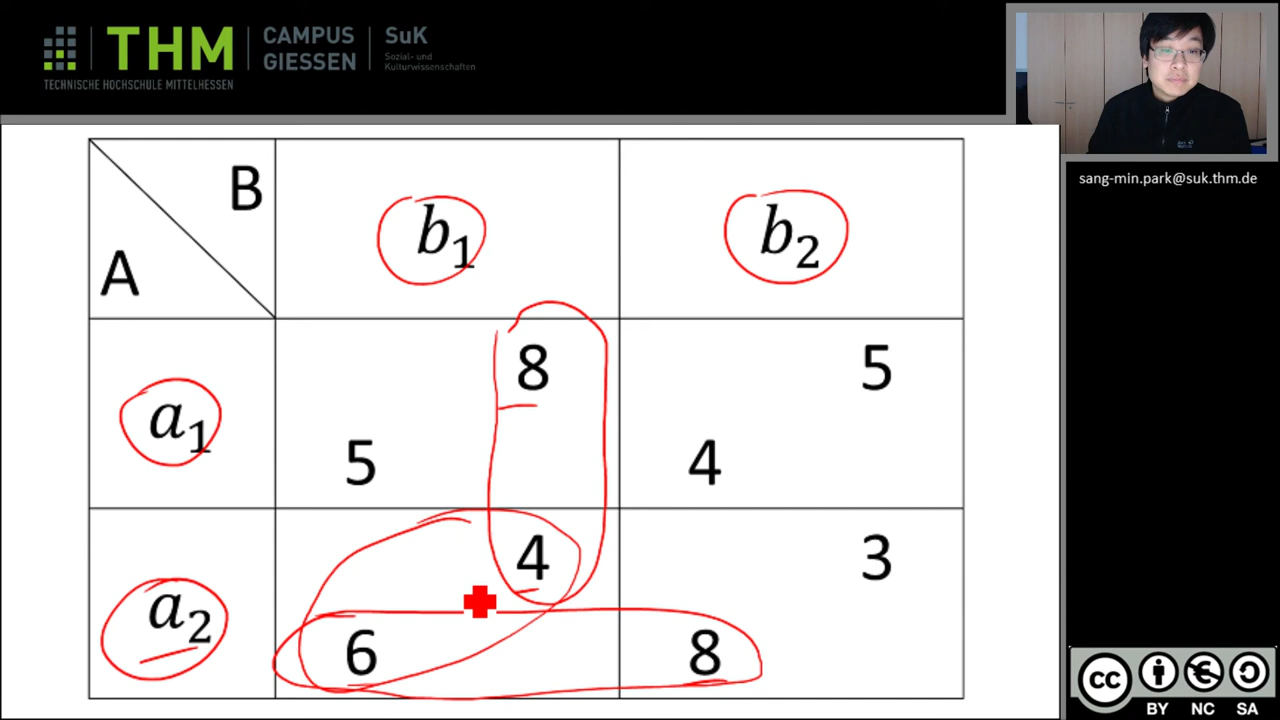 THM
CAMPUS
GIESSEN
SuK
Sozial- und
Kulturwissenschaften
TECHNISCHE HOCHSCHULE MITTELHESSEN
sang-min.park@suk.thm.de
B
A
b₁
b₂
8
5
a₁
5
4
4
3
a₂
6
8
cc
BY NC SA